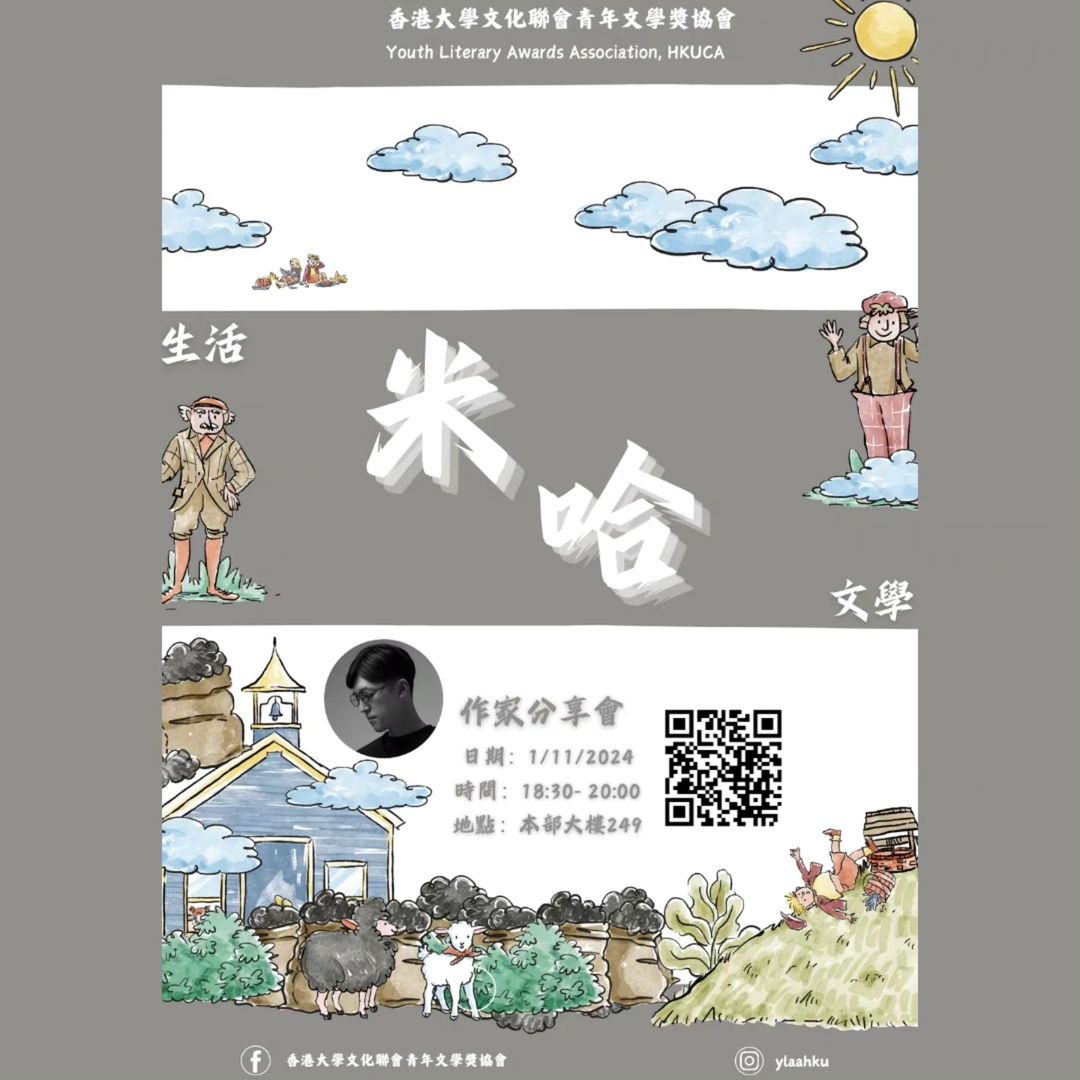 香港大學文化聯會青年文學獎協會
Youth Literary Awards Association, HKUCA
生活
米
哈
文學
作家分享會
日期：1/11/2024
時間：18:30- 20:00
地點：本部大樓249
香港大學文化聯會青年文學獎協會
ylaahku